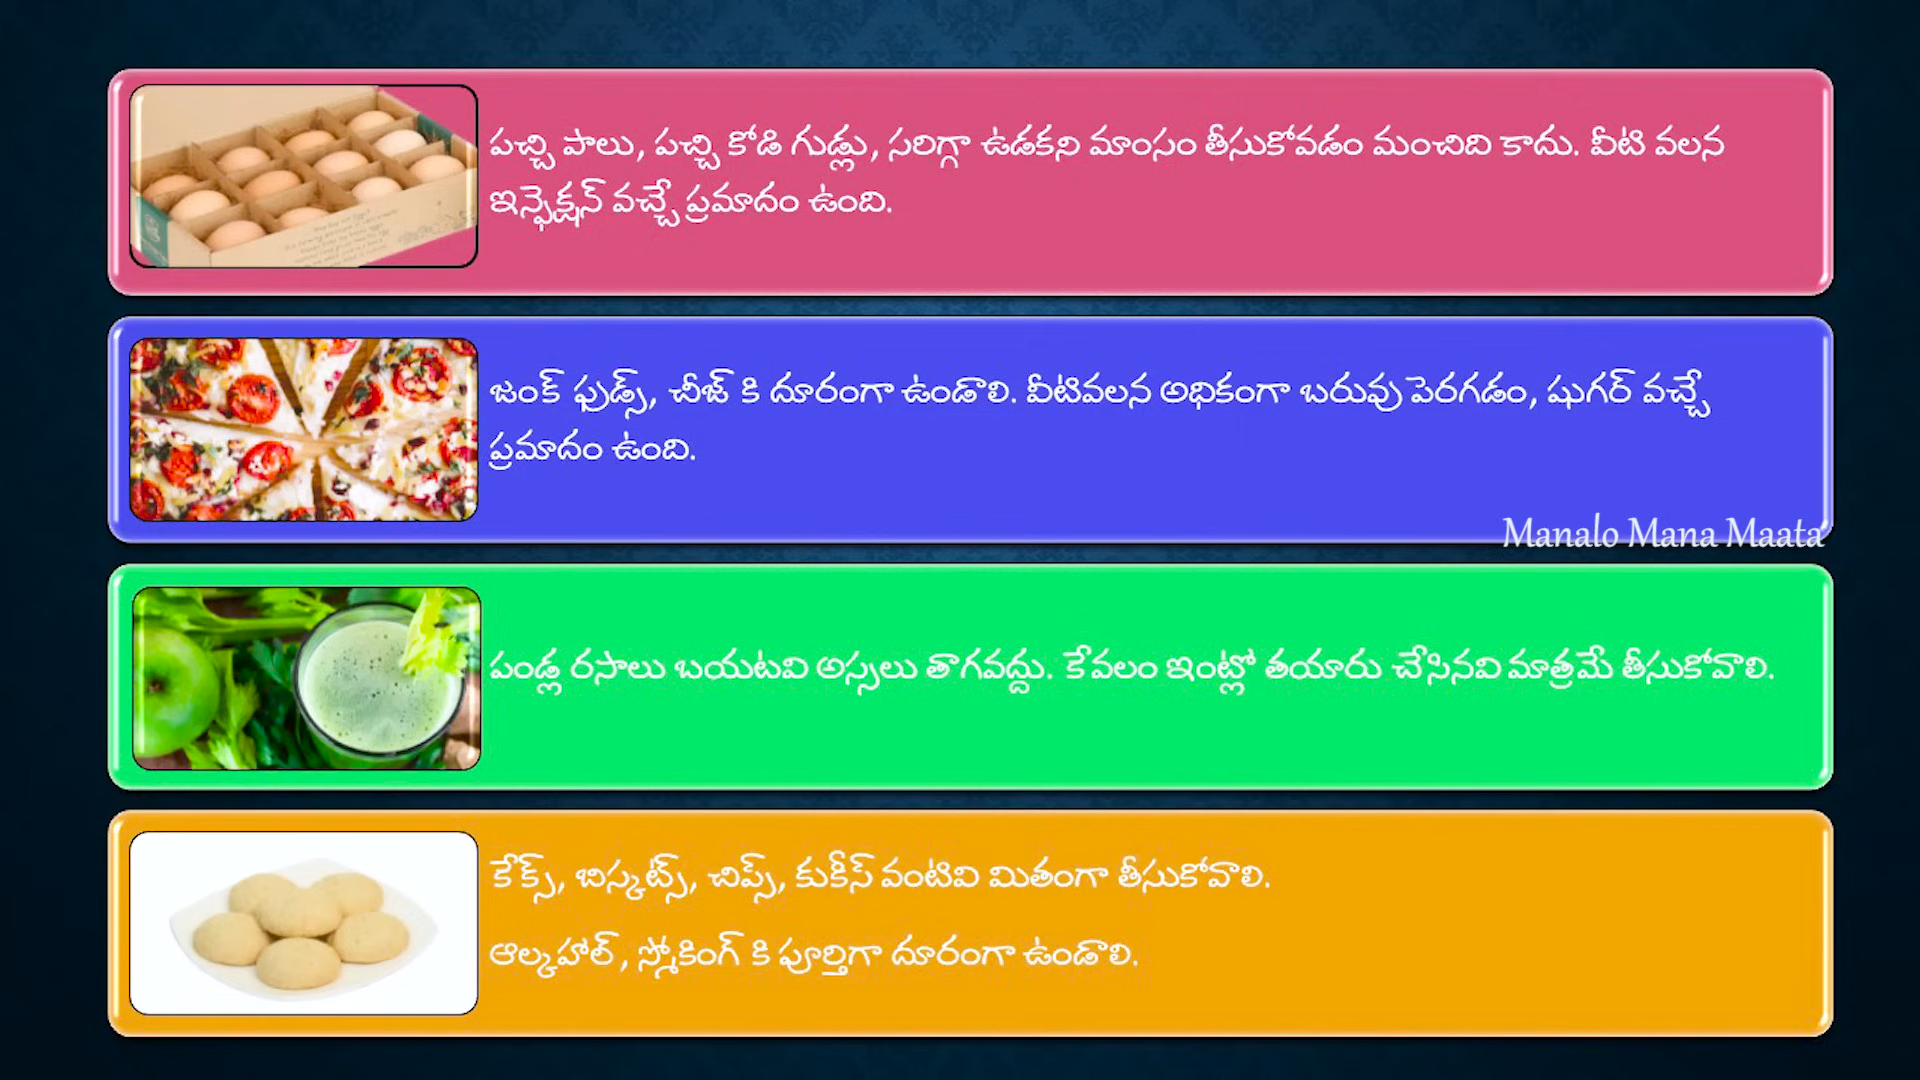 పచ్చి పాలు, పచ్చి కోడి గుడ్లు, సరిగ్గా ఉడకని మాంసం తీసుకోవడం మంచిది కాదు. వీటి వలన
ఇన్ఫెక్షన్ వచ్చే ప్రమాదం ఉంది.
జంక్ ఫుడ్స్, చీజ్ కి దూరంగా ఉండాలి. వీటివలన అధికంగా బరువు పెరగడం, షుగర్ వచ్చే
ప్రమాదం ఉంది.
Manalo Mana Maata
పండ్ల రసాలు బయటవి అస్సలు తాగవద్దు. కేవలం ఇంట్లో తయారు చేసినవి మాత్రమే తీసుకోవాలి.
కేక్స్, బిస్కట్స్, చిప్స్, కుకీస్ వంటివి మితంగా తీసుకోవాలి.
ఆల్కహాల్, స్మోకింగ్ కి పూర్తిగా దూరంగా ఉండాలి.